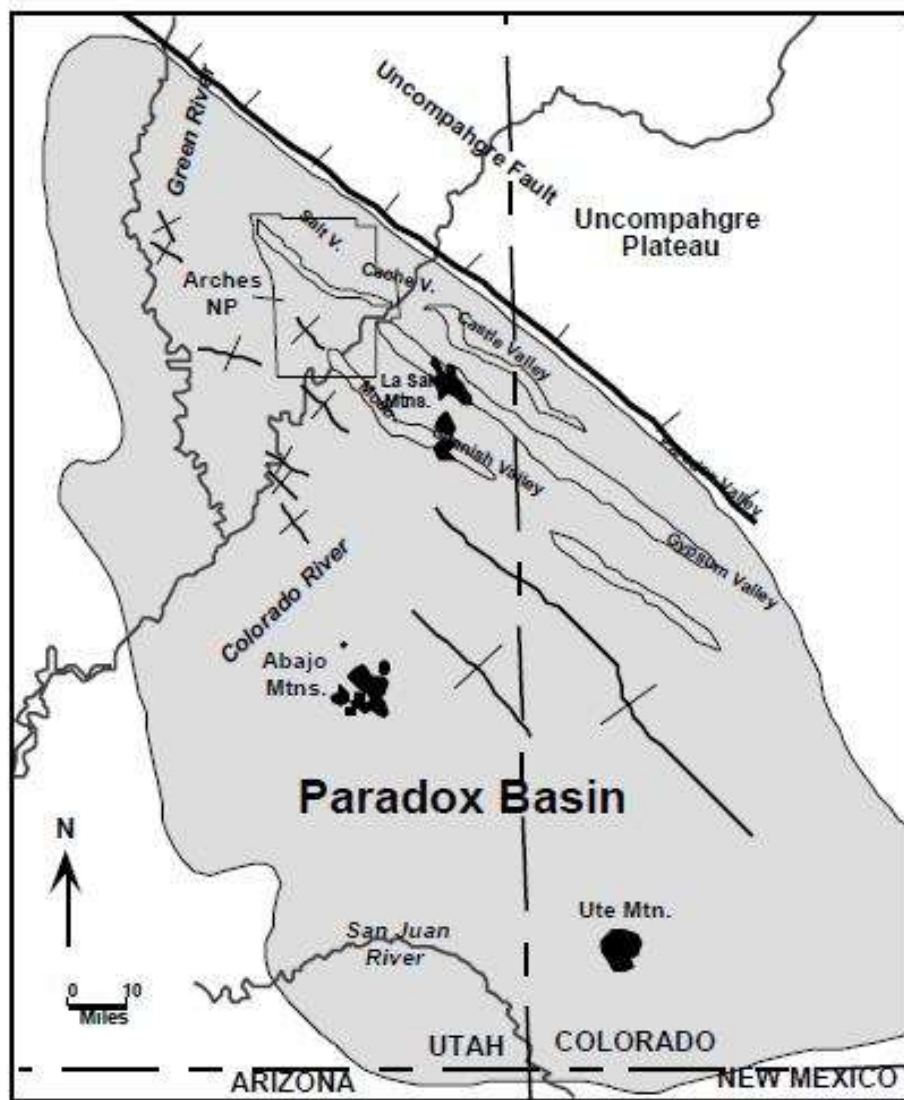 Green River
Uncompahgre Fault
Uncompahgre
Plateau
Salt V.
Arches
NP
Cache V.
Castle Valley
La Sal
Mtns.
Valley
Spanish Valley
Gypsum Valley
Colorado River
Abajo
Mtns.
Paradox Basin
N
Ute Mtn.
San Juan
River
0 10
Miles
UTAH
COLORADO
ARIZONA
NEW MEXICO